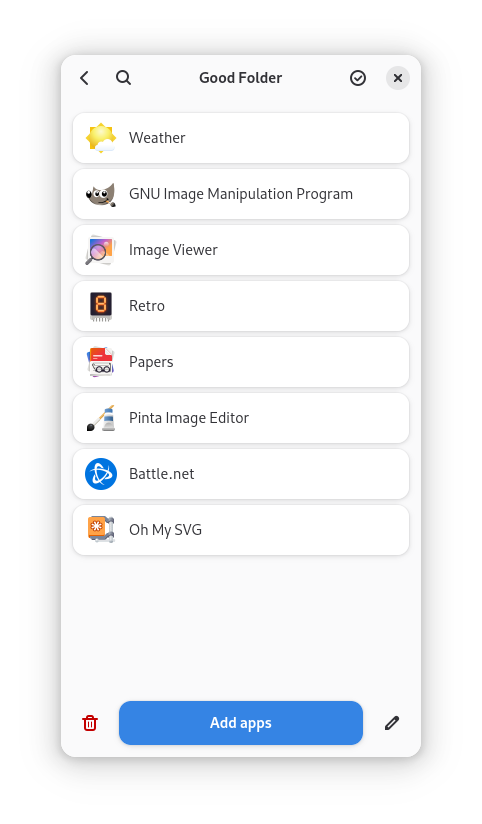 Good Folder
Weather
GNU Image Manipulation Program
Image Viewer
Retro
Papers
Pinta Image Editor
Battle.net
Oh My SVG
Add apps